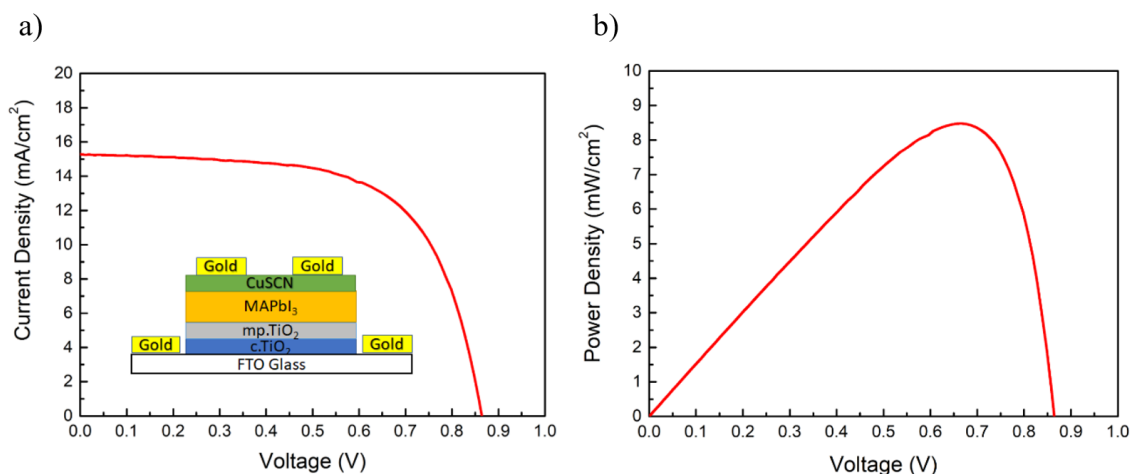 a)
20
18
16
14
12
10
8
6
4
2
0
Current Density (mA/cm²)
Gold Gold
CuSCN
MAPbI₃
mp.TiO₂
Gold c.TiO₂ Gold
FTO Glass
0.0 0.1 0.2 0.3 0.4 0.5 0.6 0.7 0.8 0.9 1.0
Voltage (V)
b)
10
9
8
7
6
5
4
3
2
1
0
Power Density (mW/cm²)
0.0 0.1 0.2 0.3 0.4 0.5 0.6 0.7 0.8 0.9 1.0
Voltage (V)